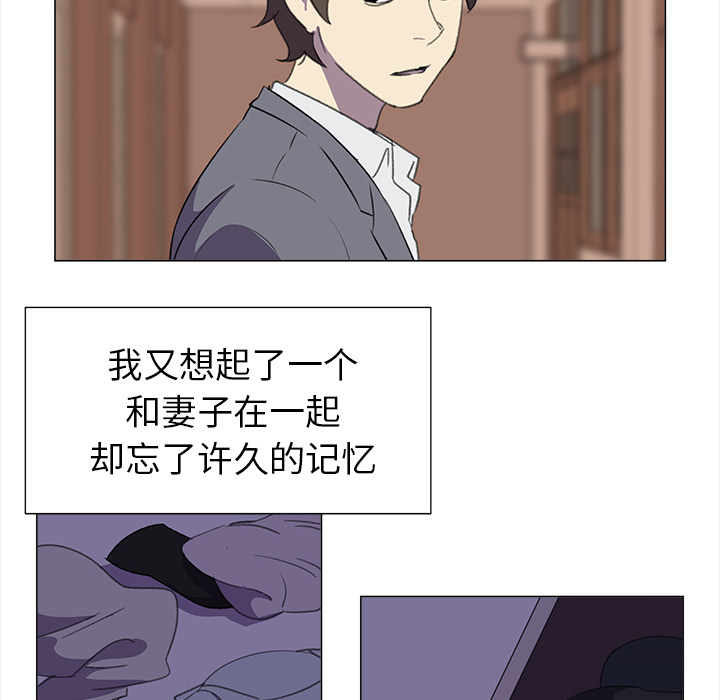 我又想起了一个
和妻子在一起
却忘了许久的记忆